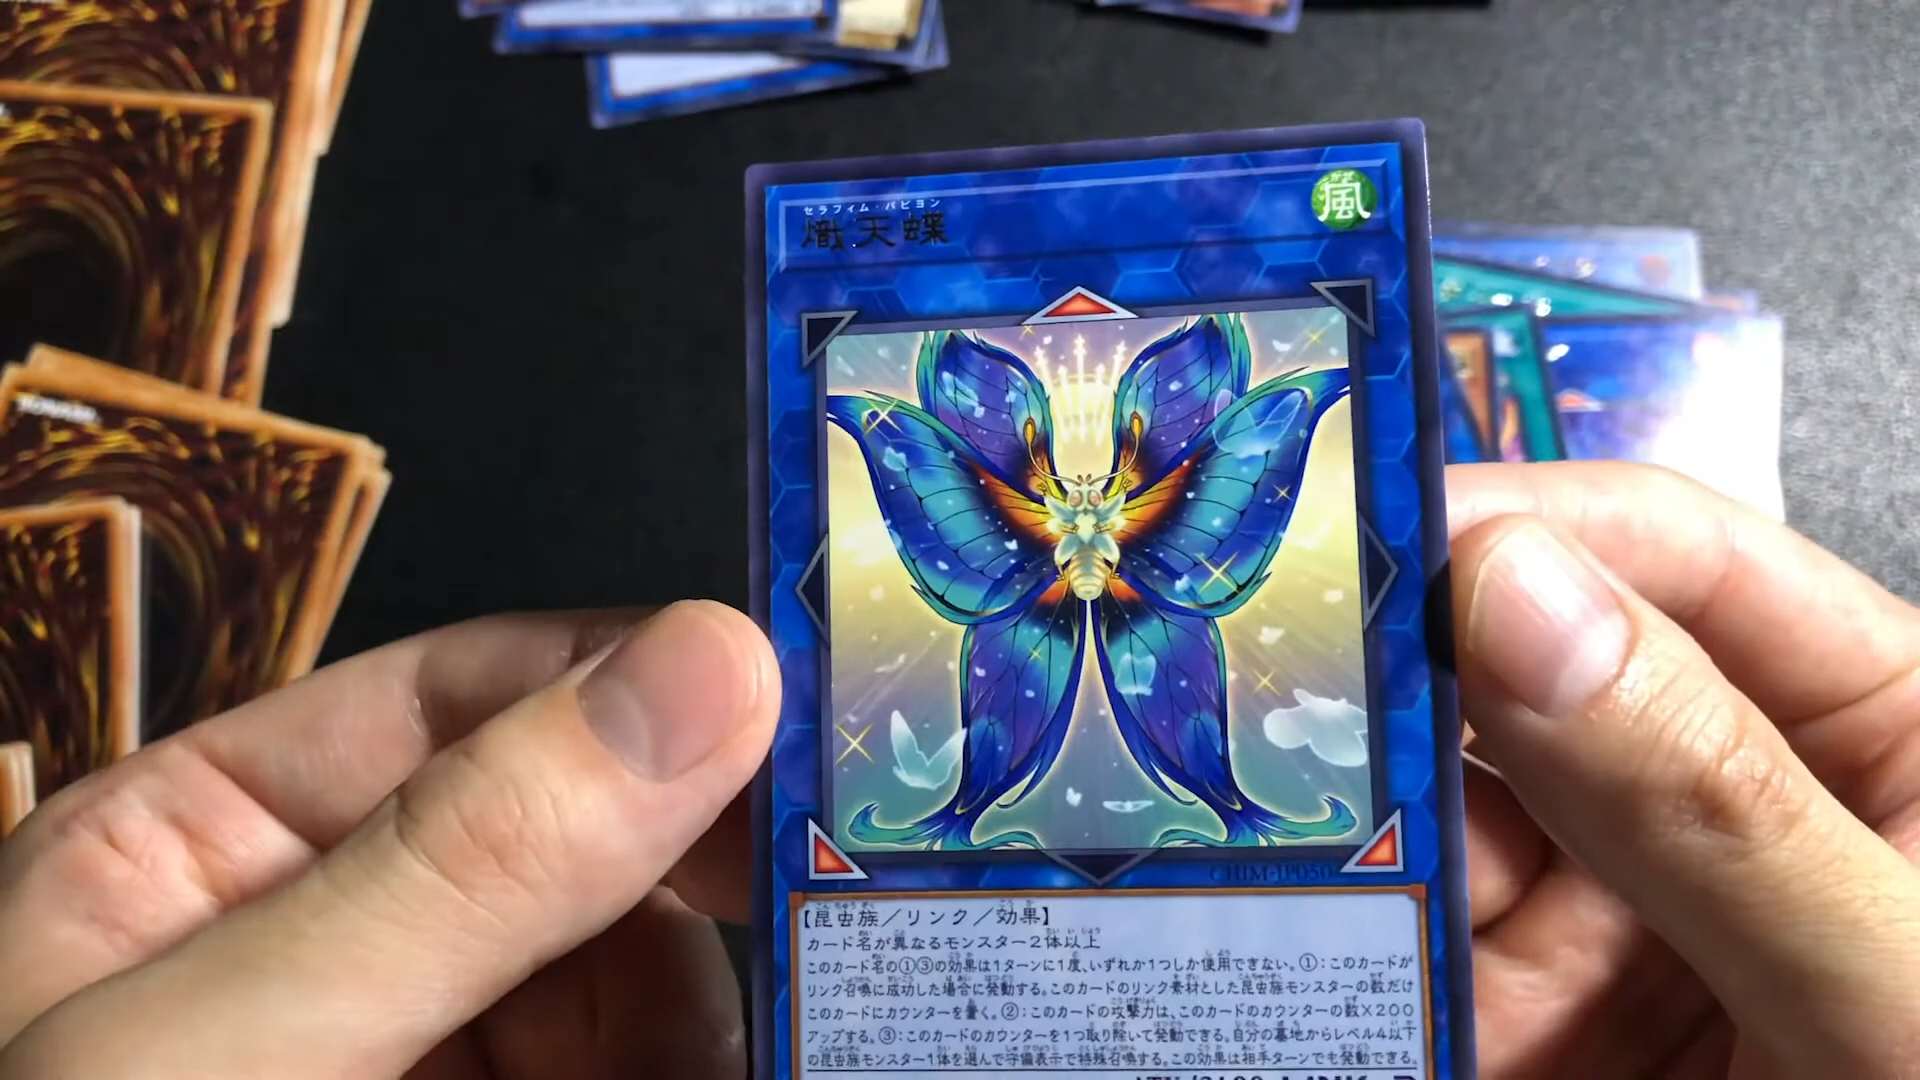 セラフィム・パピヨン
熾天蝶
風
CHIM-JP050
【昆虫族／リンク／効果】
カード名が異なるモンスター2体以上
このカード名の①③の効果は1ターンに1度、いずれか1つしか使用できない。①：このカードが
リンク召喚に成功した場合に発動する。このカードのリンク素材とした昆虫族モンスターの数だけ
このカードにカウンターを置く。②：このカードの攻撃力は、このカードのカウンターの数×200
アップする。③：このカードのカウンターを1つ取り除いて発動できる。自分の墓地からレベル4以下
の昆虫族モンスター1体を選んで守備表示で特殊召喚する。この効果は相手ターンでも発動できる。